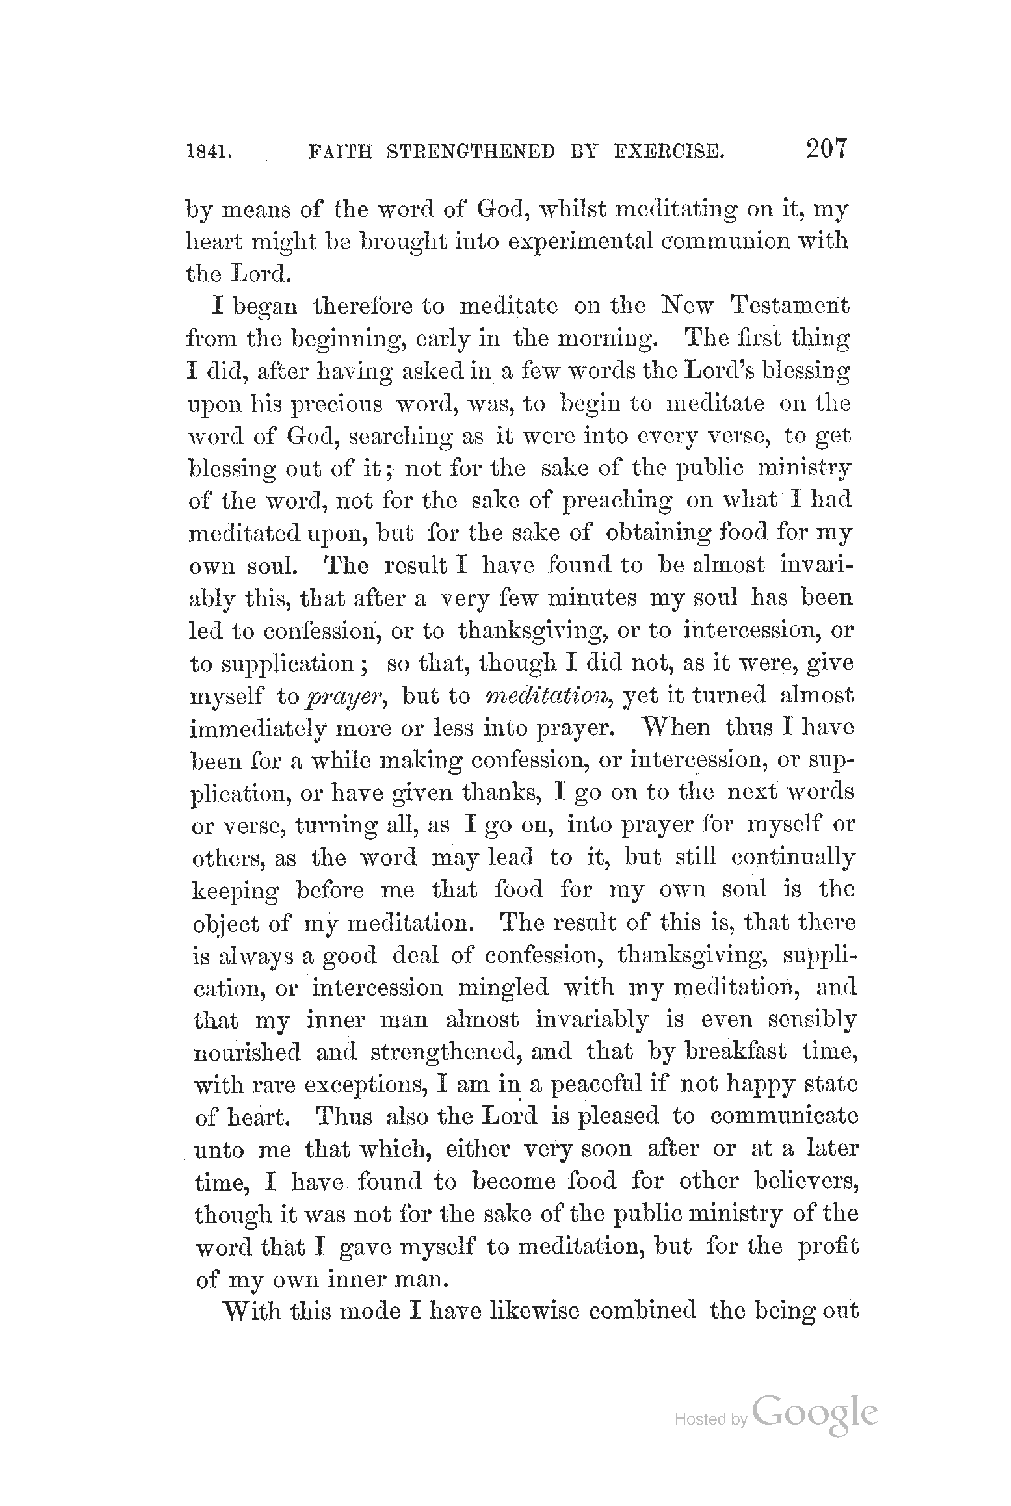 1841. FAITH STRENGTHENED BY EXERCISE. 207
by means of the word of God, whilst meditating on it, my
heart might be brought into experimental communion with
the Lord.
I began therefore to meditate on the New Testament
from the beginning, early in the morning. The first thing
I did, after having asked in a few words the Lord's blessing
upon his precious word, was, to begin to meditate on the
word of God, searching as it were into every verse, to get
blessing out of it; not for the sake of the public ministry
of the word, not for the sake of preaching on what I had
meditated upon, but for the sake of obtaining food for my
own soul. The result I have found to be almost invari-
ably this, that after a very few minutes my soul has been
led to confession, or to thanksgiving, or to intercession, or
to supplication; so that, though I did not, as it were, give
myself to prayer, but to meditation, yet it turned almost
immediately more or less into prayer. When thus I have
been for a while making confession, or intercession, or sup-
plication, or have given thanks, I go on to the next words
or verse, turning all, as I go on, into prayer for myself or
others, as the word may lead to it, but still continually
keeping before me that food for my own soul is the
object of my meditation. The result of this is, that there
is always a good deal of confession, thanksgiving, suppli-
cation, or intercession mingled with my meditation, and
that my inner man almost invariably is even sensibly
nourished and strengthened, and that by breakfast time,
with rare exceptions, I am in a peaceful if not happy state
of heart. Thus also the Lord is pleased to communicate
unto me that which, either very soon after or at a later
time, I have found to become food for other believers,
though it was not for the sake of the public ministry of the
word that I gave myself to meditation, but for the profit
of my own inner man.
With this mode I have likewise combined the being out
Hosted by Google